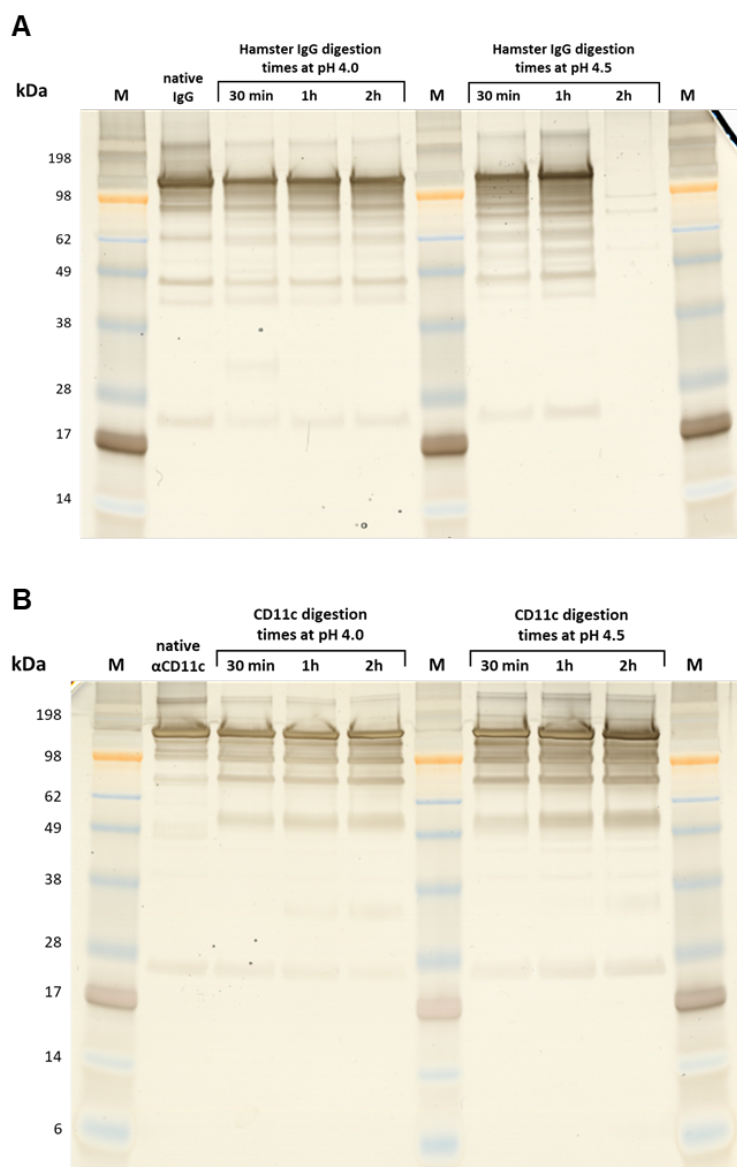 A
Hamster IgG digestion
times at pH 4.0
Hamster IgG digestion
times at pH 4.5
kDa
M
native
IgG
30 min
1h
2h
M
30 min
1h
2h
M
198
98
62
49
38
28
17
14
B
CD11c digestion
times at pH 4.0
CD11c digestion
times at pH 4.5
kDa
M
native
αCD11c
30 min
1h
2h
M
30 min
1h
2h
M
198
98
62
49
38
28
17
14
6